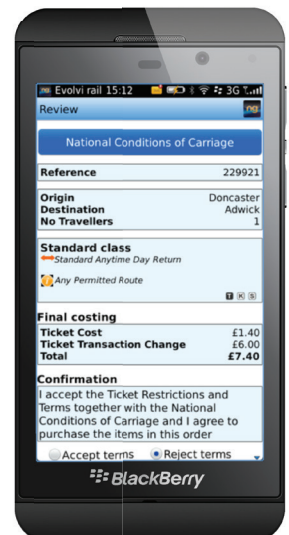 Evolvi rail 15:12 3G
Review
ng
National Conditions of Carriage
Reference 229921
Origin Doncaster
Destination Adwick
No Travellers 1
Standard class
Standard Anytime Day Return
Any Permitted Route
T K S
Final costing
Ticket Cost £1.40
Ticket Transaction Change £6.00
Total £7.40
Confirmation
I accept the Ticket Restrictions and
Terms together with the National
Conditions of Carriage and I agree to
purchase the items in this order
Accept terms Reject terms
BlackBerry